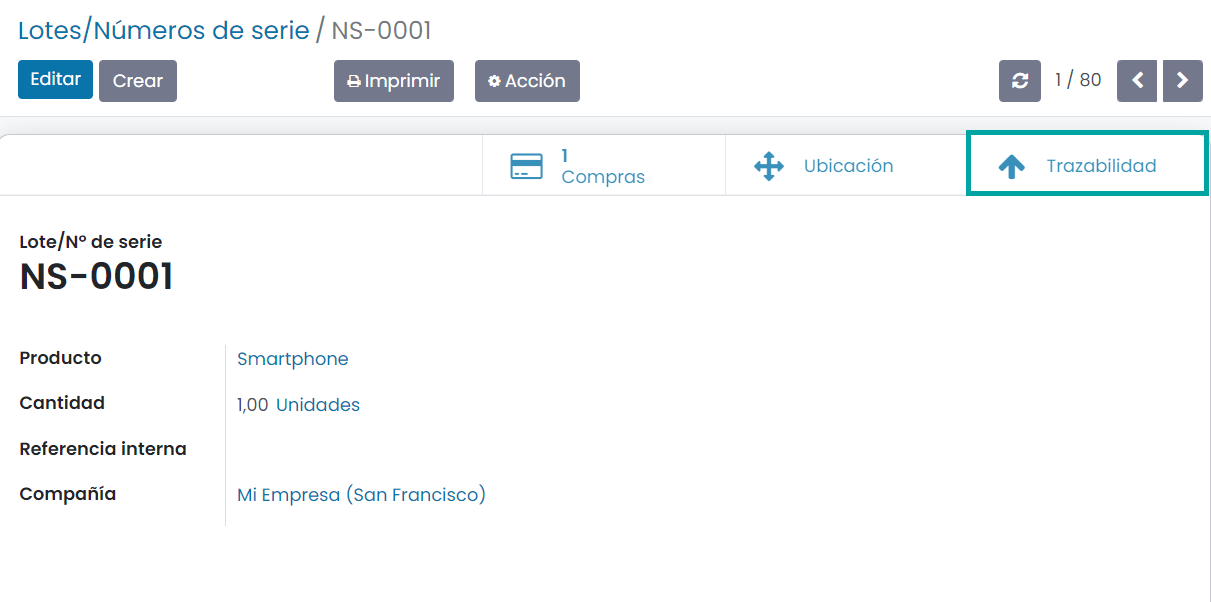 Lotes/Números de serie / NS-0001
Editar Crear Imprimir Acción 1 / 80
1
Compras
Ubicación
Trazabilidad
Lote/Nº de serie
NS-0001
Producto Smartphone
Cantidad 1,00 Unidades
Referencia interna
Compañía Mi Empresa (San Francisco)